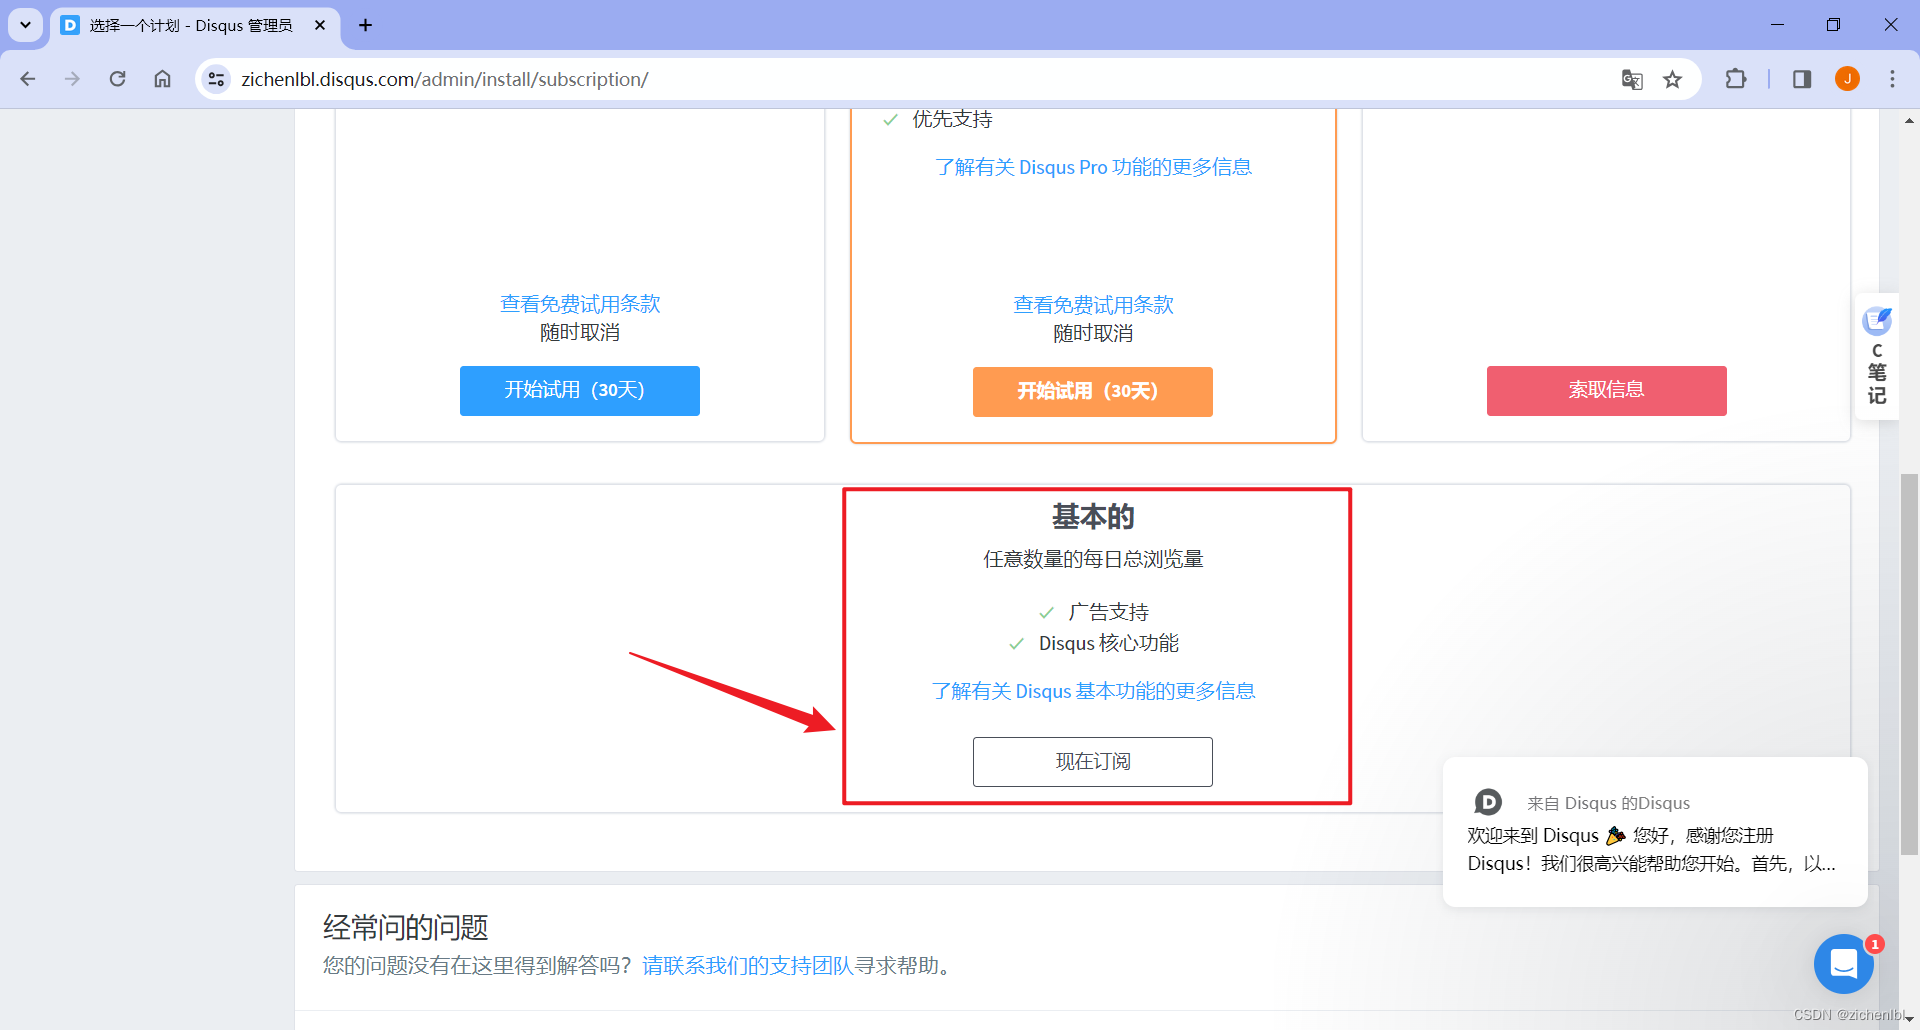 选择一个计划 - Disqus 管理员
zichenlbl.disqus.com/admin/install/subscription/
J
优先支持
了解有关 Disqus Pro 功能的更多信息
查看免费试用条款
随时取消
开始试用（30天）
查看免费试用条款
随时取消
开始试用（30天）
索取信息
C
笔
记
基本的
任意数量的每日总浏览量
广告支持
Disqus 核心功能
了解有关 Disqus 基本功能的更多信息
现在订阅
来自 Disqus 的Disqus
欢迎来到 Disqus 🎉 您好，感谢您注册
Disqus！我们很高兴能帮助您开始。首先，以...
经常问的问题
您的问题没有在这里得到解答吗？请联系我们的支持团队寻求帮助。
1
CSDN @zichenlbl